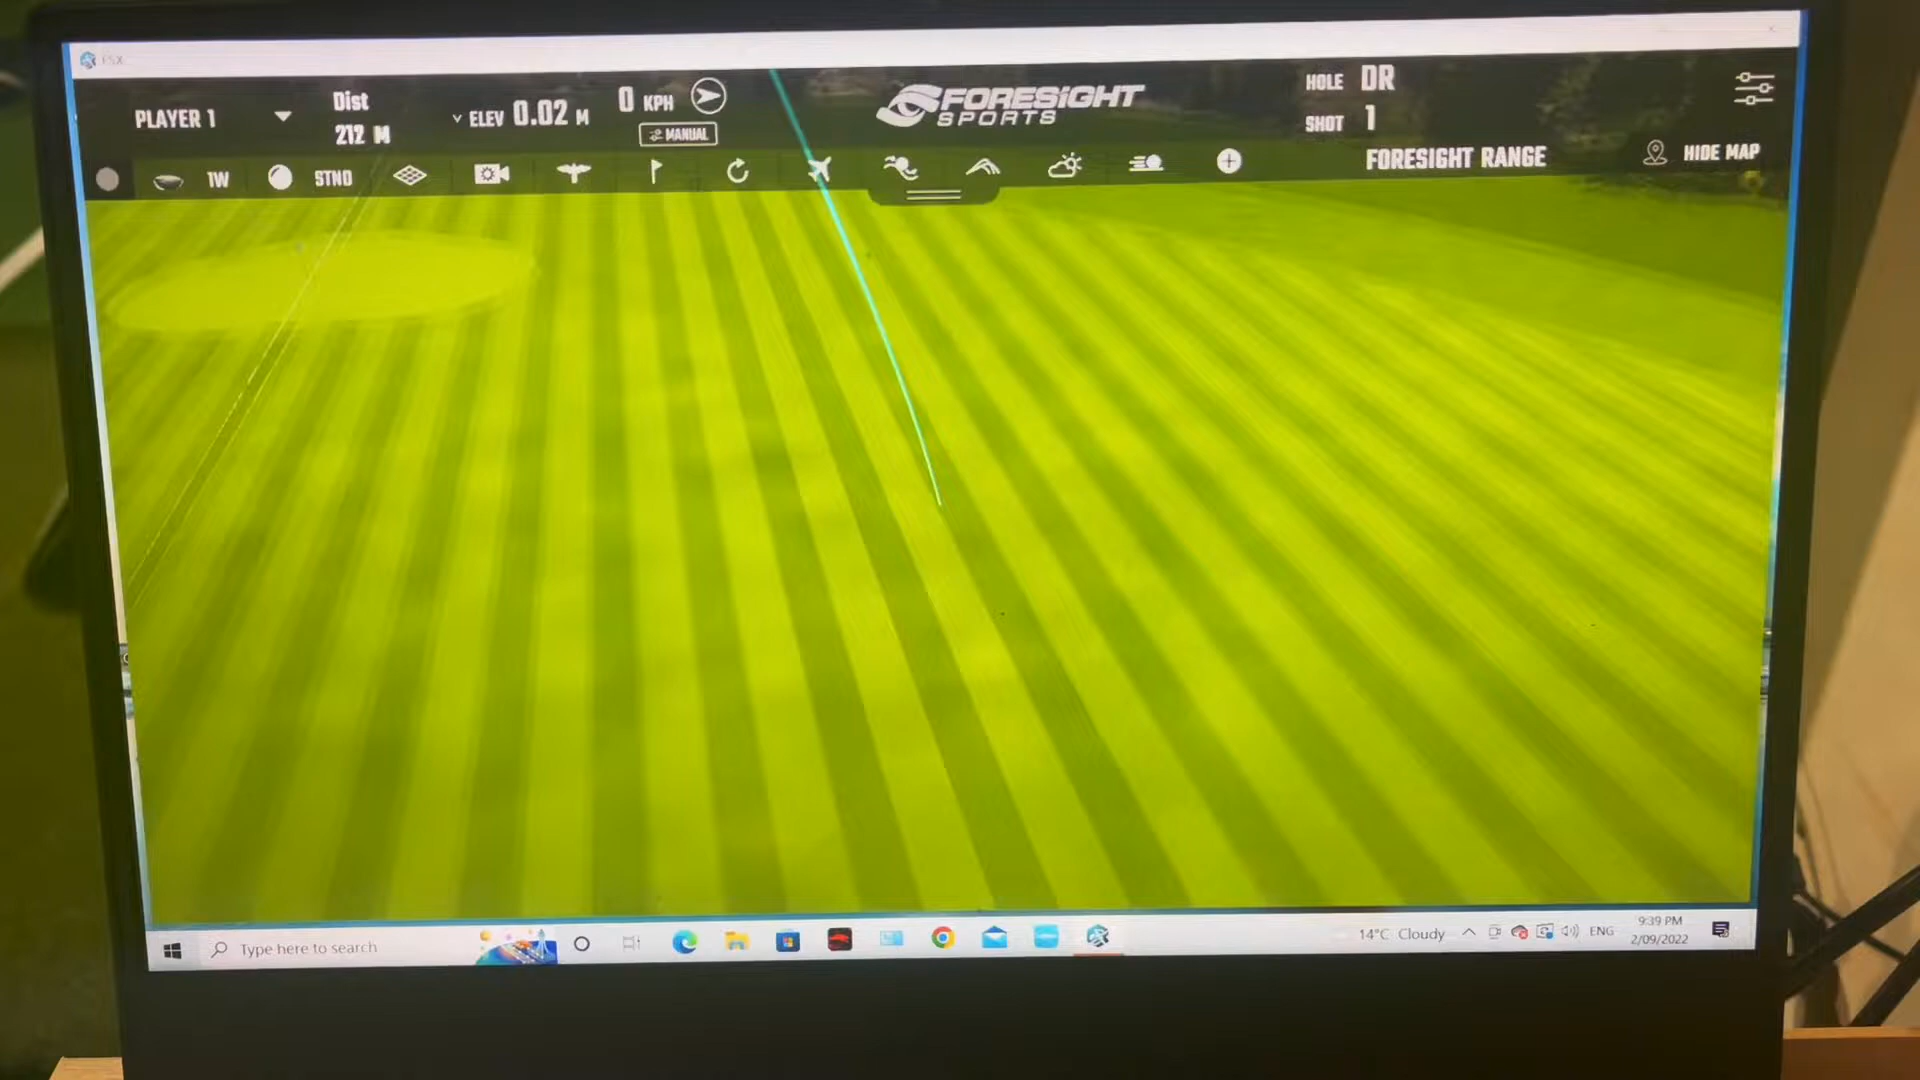 FSX
PLAYER 1
Dist
212 M
ELEV 0.02 M
0 KPH
MANUAL
FORESIGHT
SPORTS
HOLE DR
SHOT 1
1W
STND
FORESIGHT RANGE
HIDE MAP
Type here to search
14°C Cloudy
ENG
9:39 PM
2/09/2022